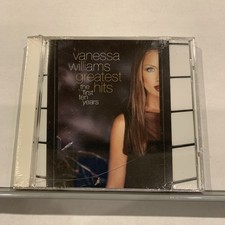 vanessa
williams
greatest
hits
the first
ten
years